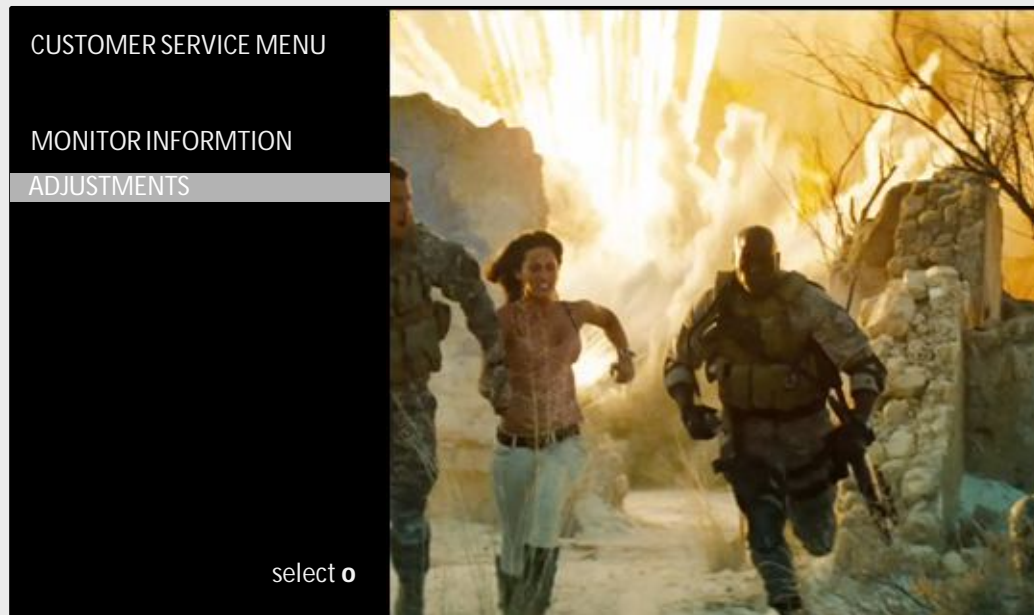 CUSTOMER SERVICE MENU
MONITOR INFORMTION
ADJUSTMENTS
select o